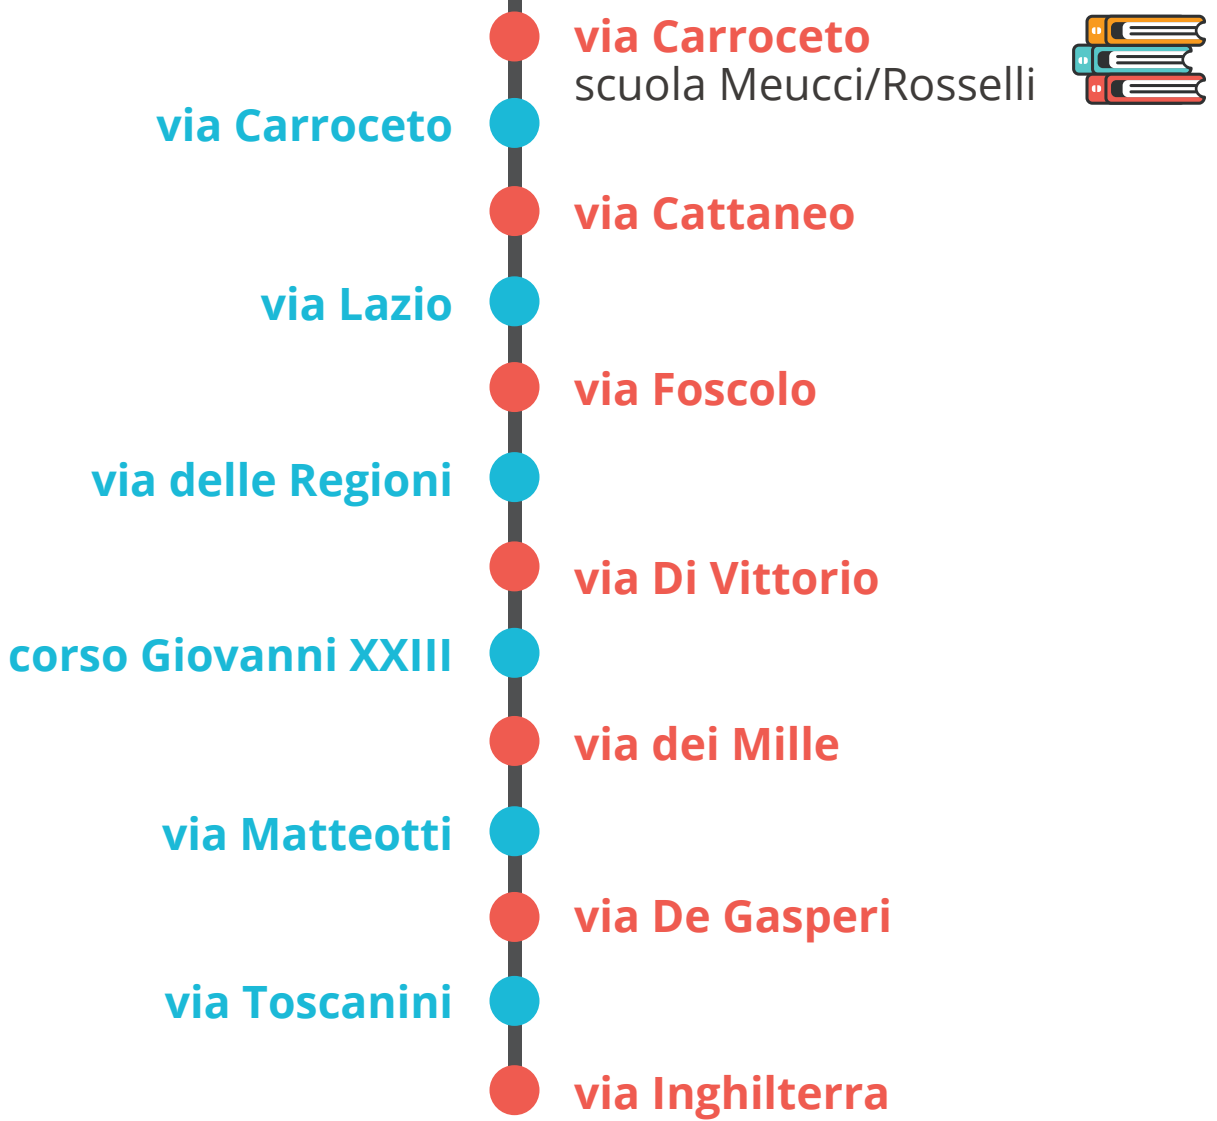 via Carroceto
scuola Meucci/Rosselli
via Carroceto
via Cattaneo
via Lazio
via Foscolo
via delle Regioni
via Di Vittorio
corso Giovanni XXIII
via dei Mille
via Matteotti
via De Gasperi
via Toscanini
via Inghilterra